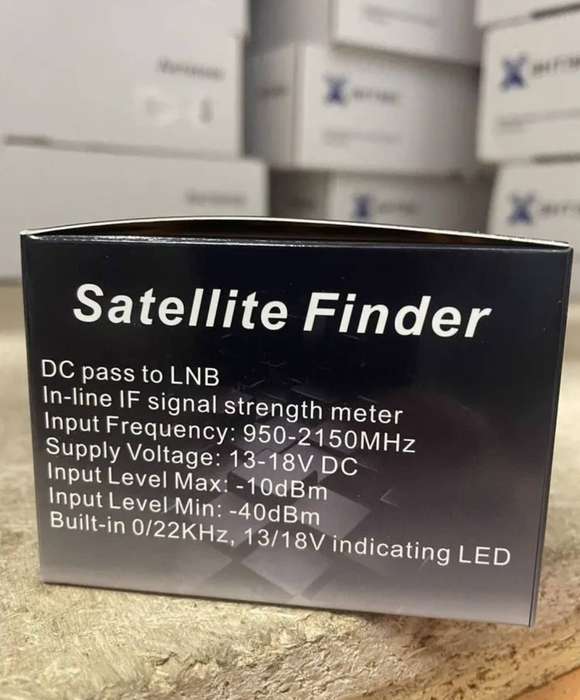 Satellite Finder
DC pass to LNB
In-line IF signal strength meter
Input Frequency: 950-2150MHz
Supply Voltage: 13-18V DC
Input Level Max: -10dBm
Input Level Min: -40dBm
Built-in 0/22KHz, 13/18V indicating LED